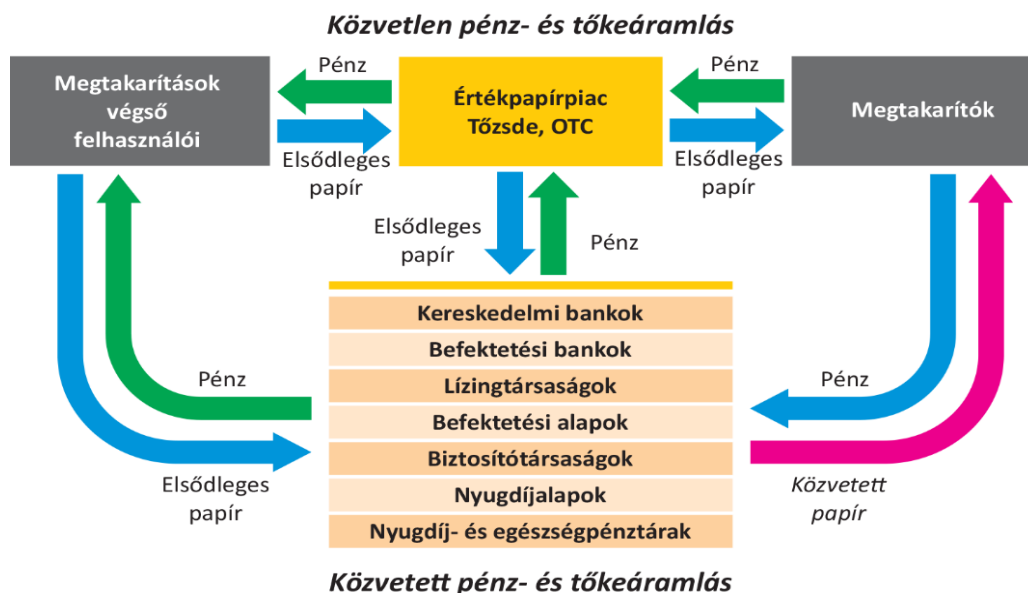 Közvetlen pénz- és tőkeáramlás
Megtakarítások
végső
felhasználói
Pénz
Elsődleges
papír
Értékpapírpiac
Tőzsde, OTC
Pénz
Elsődleges
papír
Megtakarítók
Elsődleges
papír
Pénz
Kereskedelmi bankok
Befektetési bankok
Lízingtársaságok
Befektetési alapok
Biztosítótársaságok
Nyugdíjalapok
Nyugdíj- és egészségpénztárak
Pénz
Elsődleges
papír
Pénz
Közvetett
papír
Közvetett pénz- és tőkeáramlás